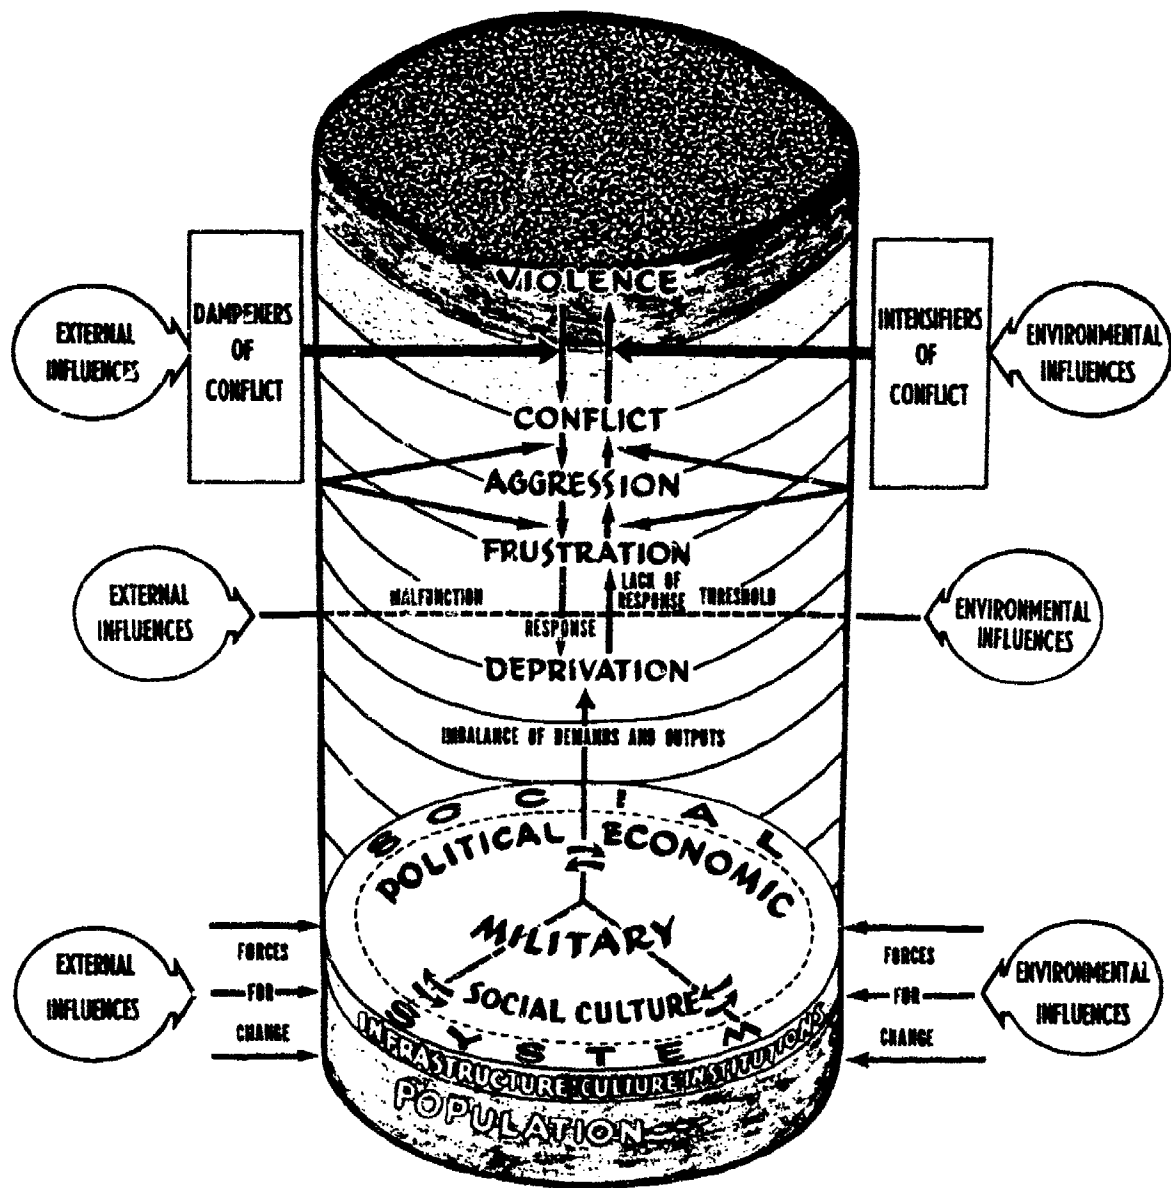 VIOLENCE
DAMPENERS
OF
CONFLICT
INTENSIFIERS
OF
CONFLICT
EXTERNAL
INFLUENCES
ENVIRONMENTAL
INFLUENCES
CONFLICT
AGGRESSION
FRUSTRATION
MALFUNCTION
LACK OF
RESPONSE
THRESHOLD
EXTERNAL
INFLUENCES
RESPONSE
ENVIRONMENTAL
INFLUENCES
DEPRIVATION
IMBALANCE OF DEMANDS AND OUTPUTS
SOCIAL
POLITICAL
ECONOMIC
MILITARY
SOCIAL CULTURE
SYSTEM
EXTERNAL
INFLUENCES
FORCES
FOR
CHANGE
FORCES
FOR
CHANGE
ENVIRONMENTAL
INFLUENCES
INFRASTRUCTURE·CULTURE·INSTITUTIONS
POPULATION